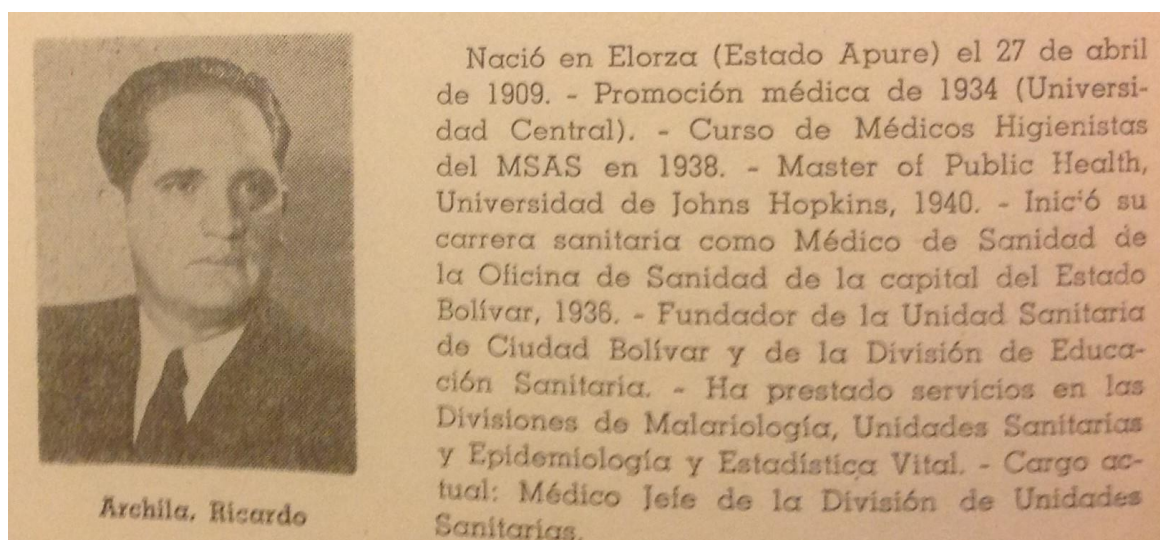 Nació en Elorza (Estado Apure) el 27 de abril
de 1909. - Promoción médica de 1934 (Universi-
dad Central). - Curso de Médicos Higienistas
del MSAS en 1938. - Master of Public Health,
Universidad de Johns Hopkins, 1940. - Inició su
carrera sanitaria como Médico de Sanidad de
la Oficina de Sanidad de la capital del Estado
Bolívar, 1936. - Fundador de la Unidad Sanitaria
de Ciudad Bolívar y de la División de Educa-
ción Sanitaria. - Ha prestado servicios en las
Divisiones de Malariología, Unidades Sanitarias
y Epidemiología y Estadística Vital. - Cargo ac-
tual: Médico Jefe de la División de Unidades
Sanitarias.
Archila, Ricardo